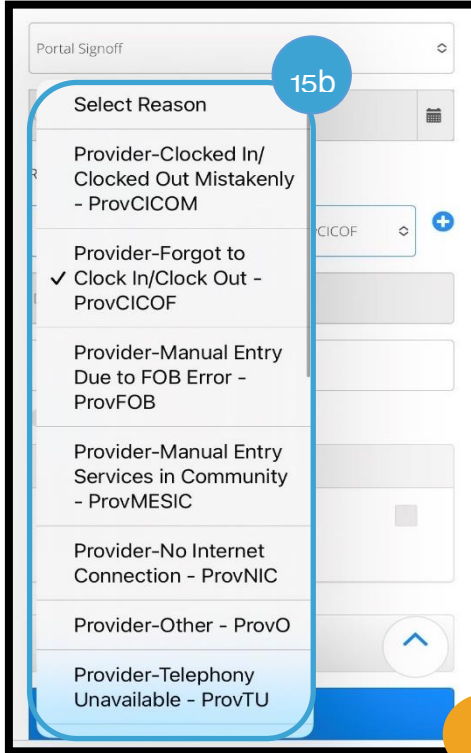 Portal Signoff
15b
Select Reason
Provider-Clocked In/
Clocked Out Mistakenly
- ProvCICOM
CICOF
Provider-Forgot to
✓ Clock In/Clock Out -
ProvCICOF
Provider-Manual Entry
Due to FOB Error -
ProvFOB
Provider-Manual Entry
Services in Community
- ProvMESIC
Provider-No Internet
Connection - ProvNIC
Provider-Other - ProvO
Provider-Telephony
Unavailable - ProvTU